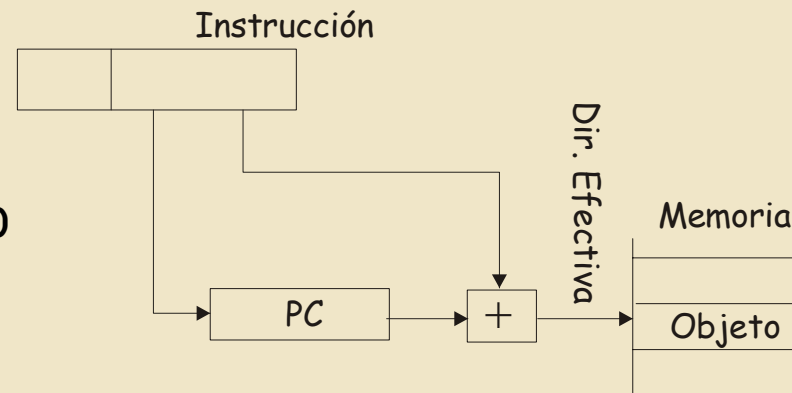 Instrucción
Dir. Efectiva
Memoria
PC
+
Objeto